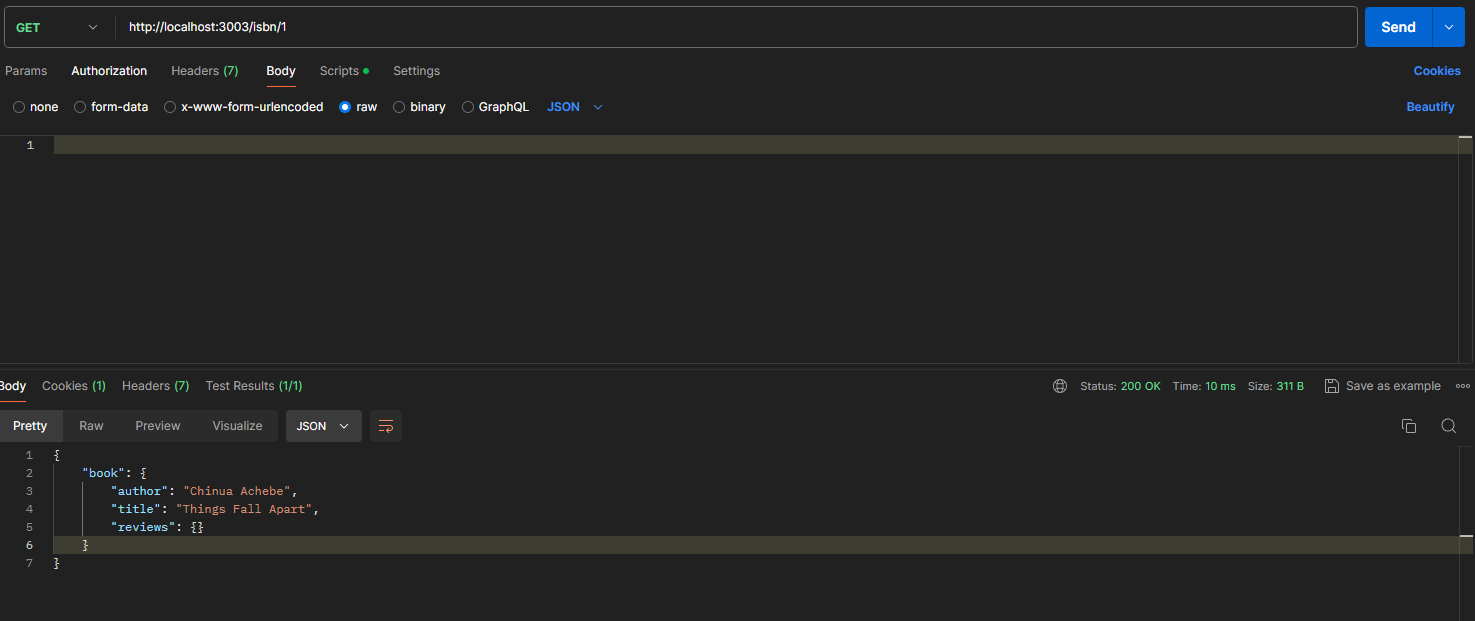 GET http://localhost:3003/isbn/1 Send
Params Authorization Headers (7) Body Scripts Settings Cookies
none form-data x-www-form-urlencoded raw binary GraphQL JSON Beautify
1
Body Cookies (1) Headers (7) Test Results (1/1) Status: 200 OK Time: 10 ms Size: 311 B Save as example
Pretty Raw Preview Visualize JSON
1 {
2 "book": {
3 "author": "Chinua Achebe",
4 "title": "Things Fall Apart",
5 "reviews": {}
6 }
7 }